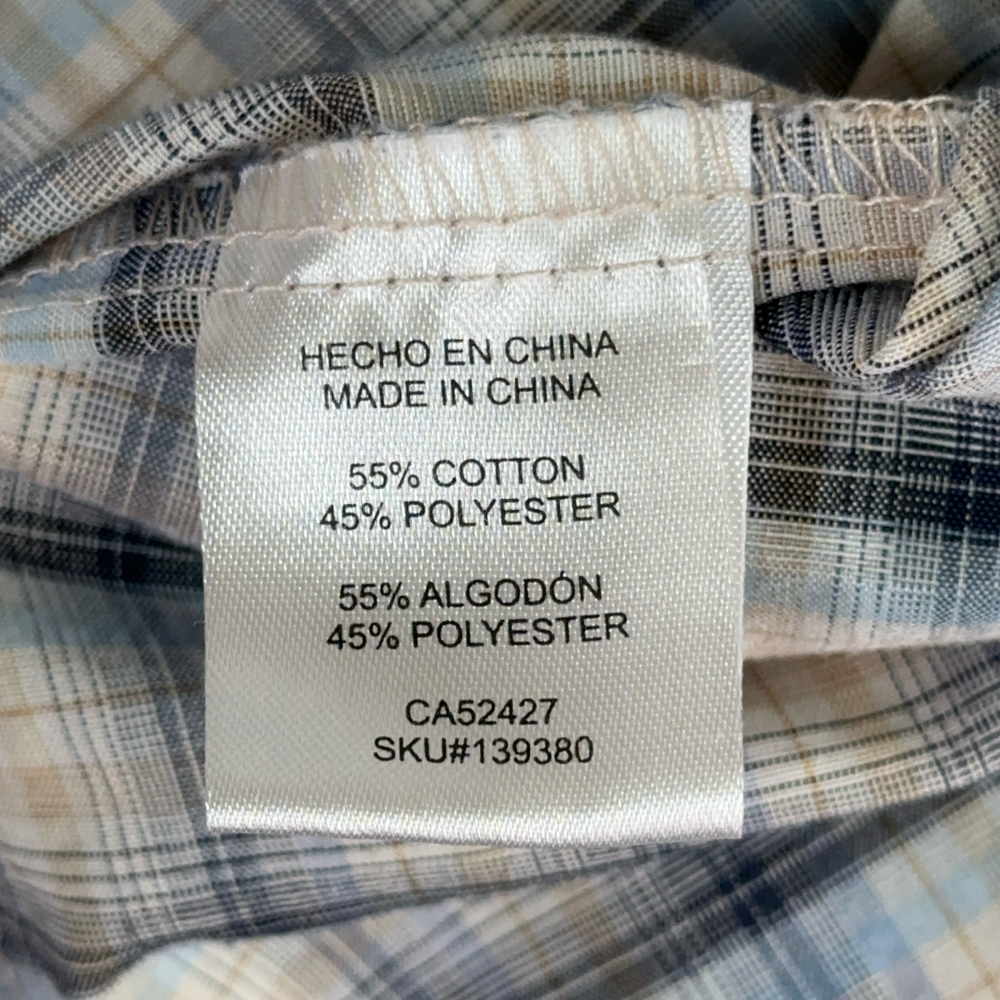 HECHO EN CHINA
MADE IN CHINA
55% COTTON
45% POLYESTER
55% ALGODÓN
45% POLYESTER
CA52427
SKU#139380